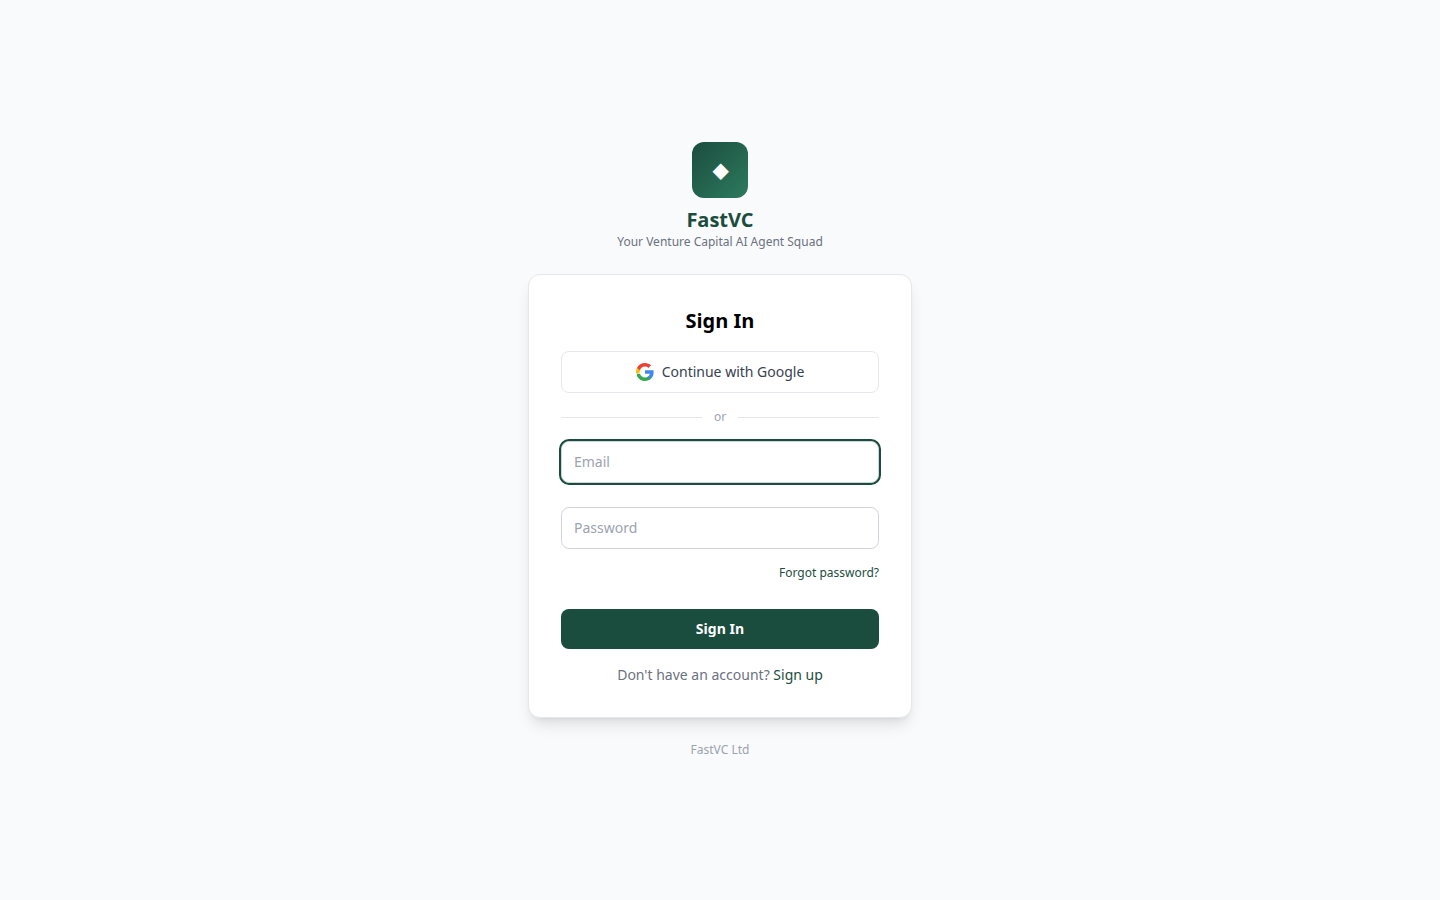 FastVC
Your Venture Capital AI Agent Squad
Sign In
Continue with Google
or
Email
Password
Forgot password?
Sign In
Don't have an account? Sign up
FastVC Ltd